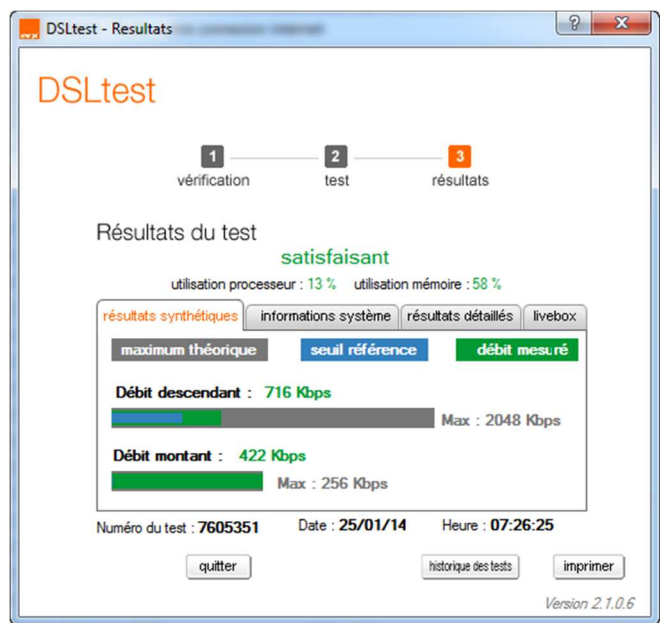 DSLtest - Resultats
DSLtest
1 2 3
vérification test résultats
Résultats du test
satisfaisant
utilisation processeur : 13 % utilisation mémoire : 58 %
résultats synthétiques informations système résultats détaillés livebox
maximum théorique seuil référence débit mesuré
Débit descendant : 716 Kbps
Max : 2048 Kbps
Débit montant : 422 Kbps
Max : 256 Kbps
Numéro du test : 7605351 Date : 25/01/14 Heure : 07:26:25
quitter historique des tests imprimer
Version 2.1.0.6